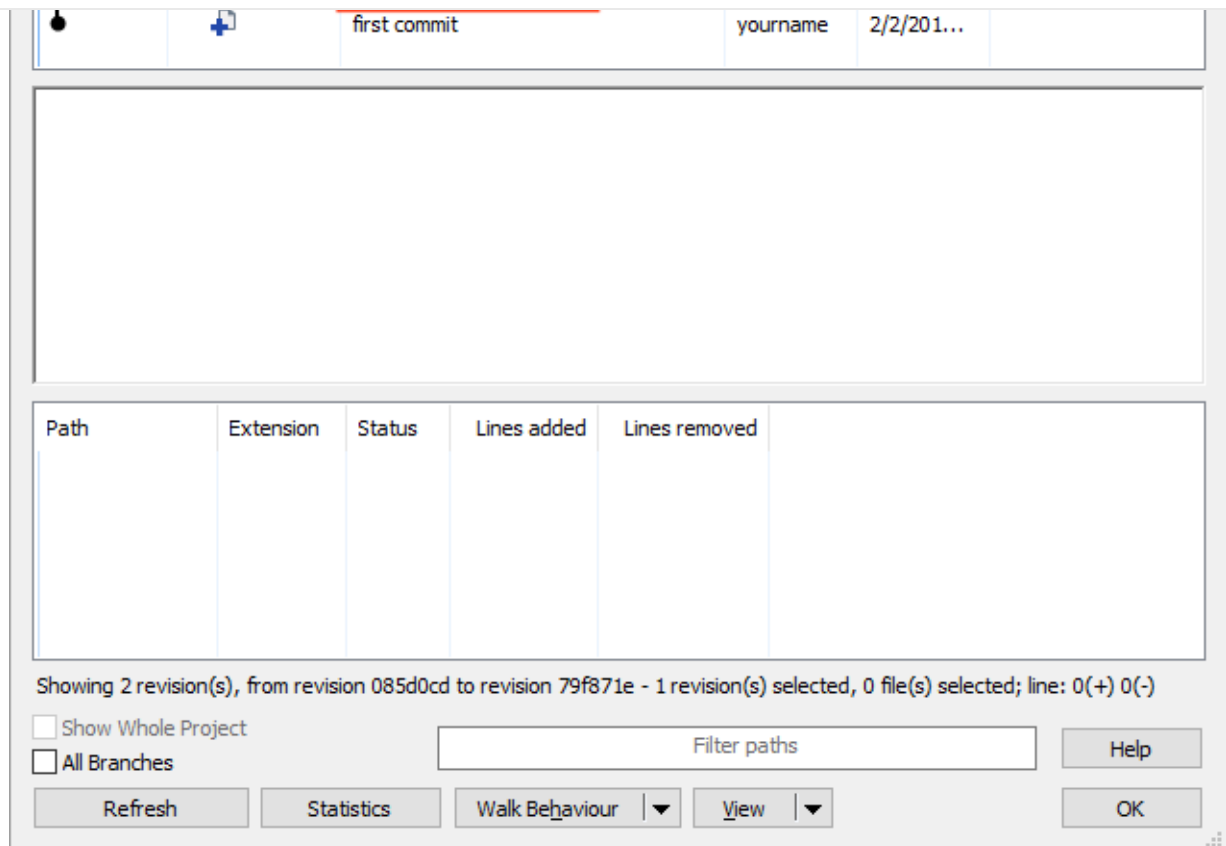 first commit yourname 2/2/201...
Path Extension Status Lines added Lines removed
Showing 2 revision(s), from revision 085d0cd to revision 79f871e - 1 revision(s) selected, 0 file(s) selected; line: 0(+) 0(-)
Show Whole Project
Filter paths
Help
All Branches
Refresh Statistics Walk Behaviour View OK